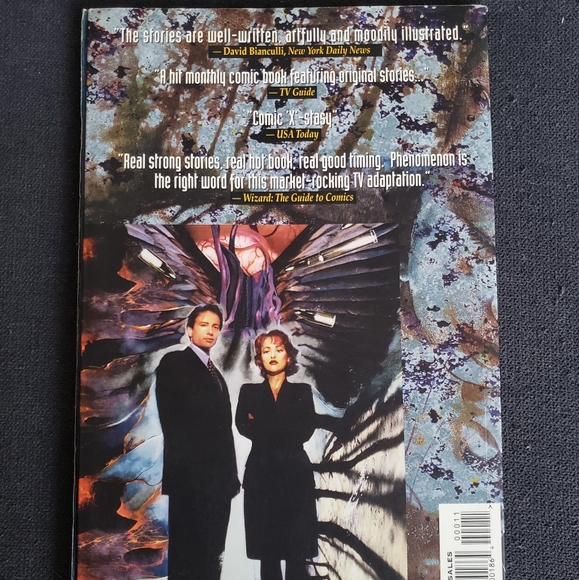 "The stories are well-written, artfully and moodily illustrated."
— David Bianculli, New York Daily News
"A hit monthly comic book featuring original stories..."
— TV Guide
"Comic 'X'-stasy"
— USA Today
"Real strong stories, real hot book, real good timing. Phenomenon is
the right word for this market-rocking TV adaptation."
— Wizard: The Guide to Comics
00011
SALES
00186